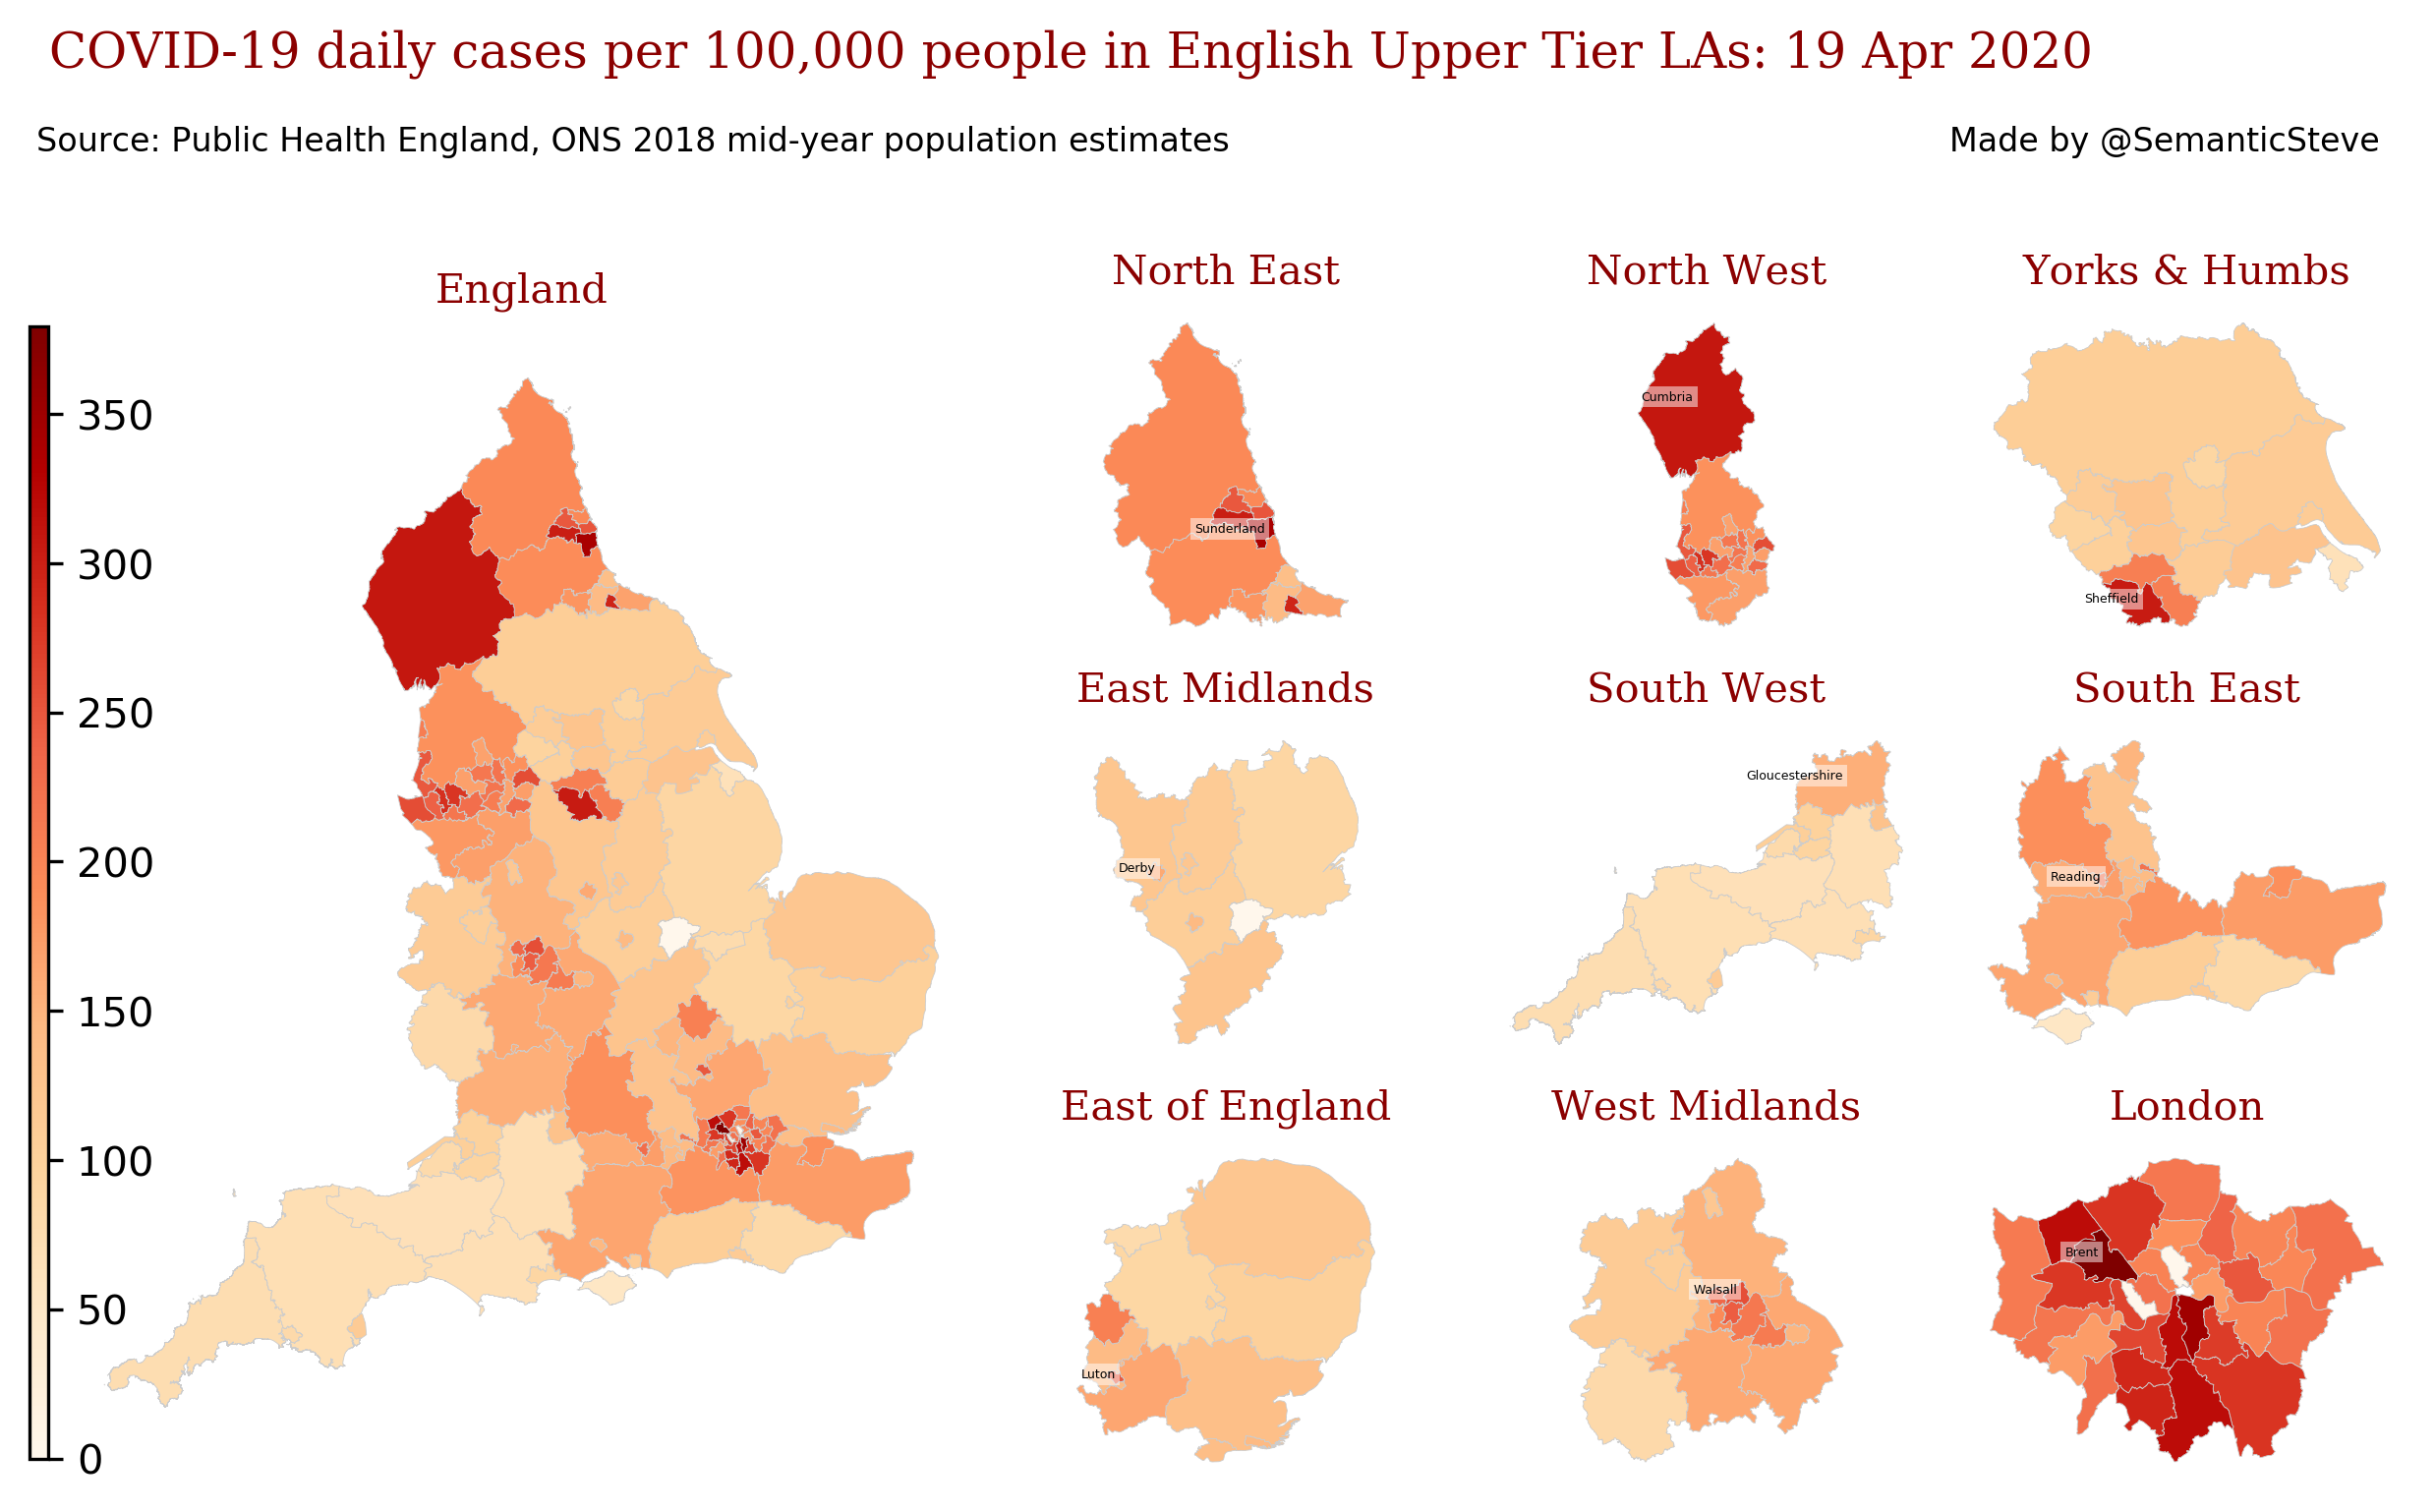 COVID-19 daily cases per 100,000 people in English Upper Tier LAs: 19 Apr 2020
Source: Public Health England, ONS 2018 mid-year population estimates
Made by @SemanticSteve
England
350
300
250
200
150
100
50
0
North East
Sunderland
North West
Cumbria
Yorks & Humbs
Sheffield
East Midlands
Derby
South West
Gloucestershire
South East
Reading
East of England
Luton
West Midlands
Walsall
London
Brent